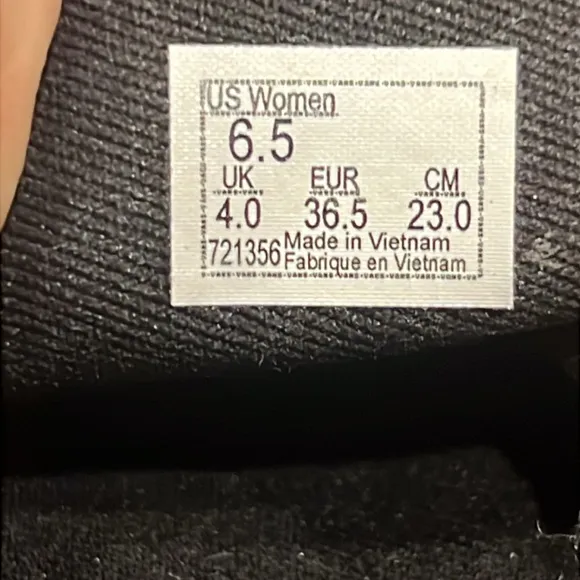 US Women
6.5
UK EUR CM
4.0 36.5 23.0
721356 Made in Vietnam
Fabrique en Vietnam